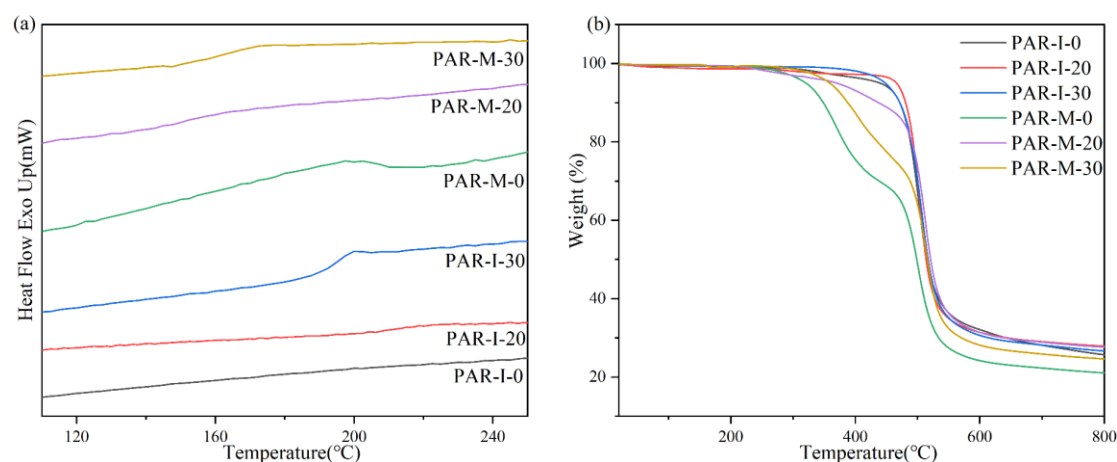 (a)
Heat Flow Exo Up(mW)
PAR-M-30
PAR-M-20
PAR-M-0
PAR-I-30
PAR-I-20
PAR-I-0
120 160 200 240
Temperature(℃)
(b)
Weight (%)
100
80
60
40
20
PAR-I-0
PAR-I-20
PAR-I-30
PAR-M-0
PAR-M-20
PAR-M-30
200 400 600 800
Temperature(℃)